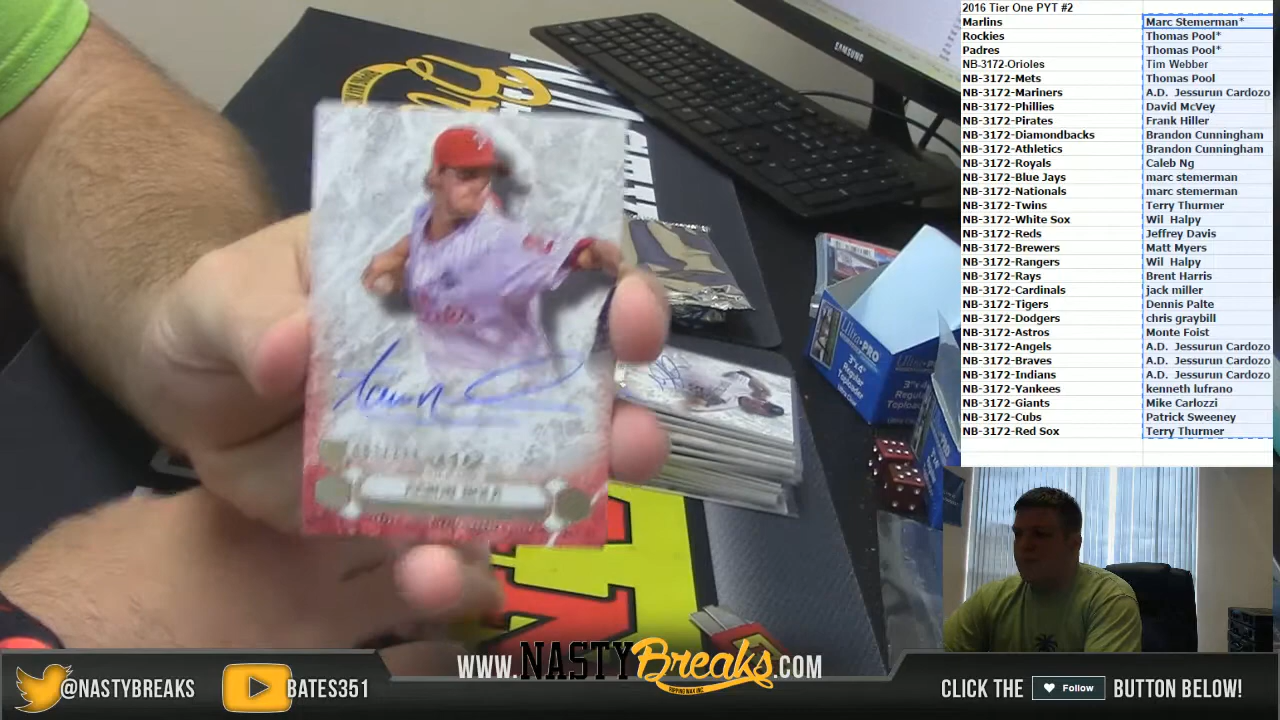 2016 Tier One PYT #2
Marlins Marc Stemerman*
Rockies Thomas Pool*
Padres Thomas Pool*
NB-3172-Orioles Tim Webber
NB-3172-Mets Thomas Pool
NB-3172-Mariners A.D. Jessurun Cardozo
NB-3172-Phillies David McVey
NB-3172-Pirates Frank Hiller
NB-3172-Diamondbacks Brandon Cunningham
NB-3172-Athletics Brandon Cunningham
NB-3172-Royals Caleb Ng
NB-3172-Blue Jays marc stemerman
NB-3172-Nationals marc stemerman
NB-3172-Twins Terry Thurmer
NB-3172-White Sox Wil Halpy
NB-3172-Reds Jeffrey Davis
NB-3172-Brewers Matt Myers
NB-3172-Rangers Wil Halpy
NB-3172-Rays Brent Harris
NB-3172-Cardinals jack miller
NB-3172-Tigers Dennis Palte
NB-3172-Dodgers chris graybill
NB-3172-Astros Monte Foist
NB-3172-Angels A.D. Jessurun Cardozo
NB-3172-Braves A.D. Jessurun Cardozo
NB-3172-Indians A.D. Jessurun Cardozo
NB-3172-Yankees kenneth lufrano
NB-3172-Giants Mike Carlozzi
NB-3172-Cubs Patrick Sweeney
NB-3172-Red Sox Terry Thurmer
SAMSUNG
Ultra·PRO
3"x4"
Regular
Toploader
@NASTYBREAKS
BATES351
WWW.NASTYBreaks.COM
RIPPING WAX INC
CLICK THE Follow BUTTON BELOW!